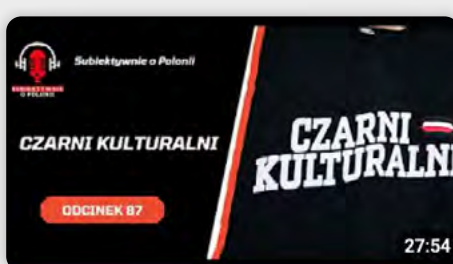 Subiektywnie o Polonii
SUBIEKTYWNIE
O POLONII
CZARNI KULTURALNI
ODCINEK 87
CZARNI
KULTURALNI
27:54